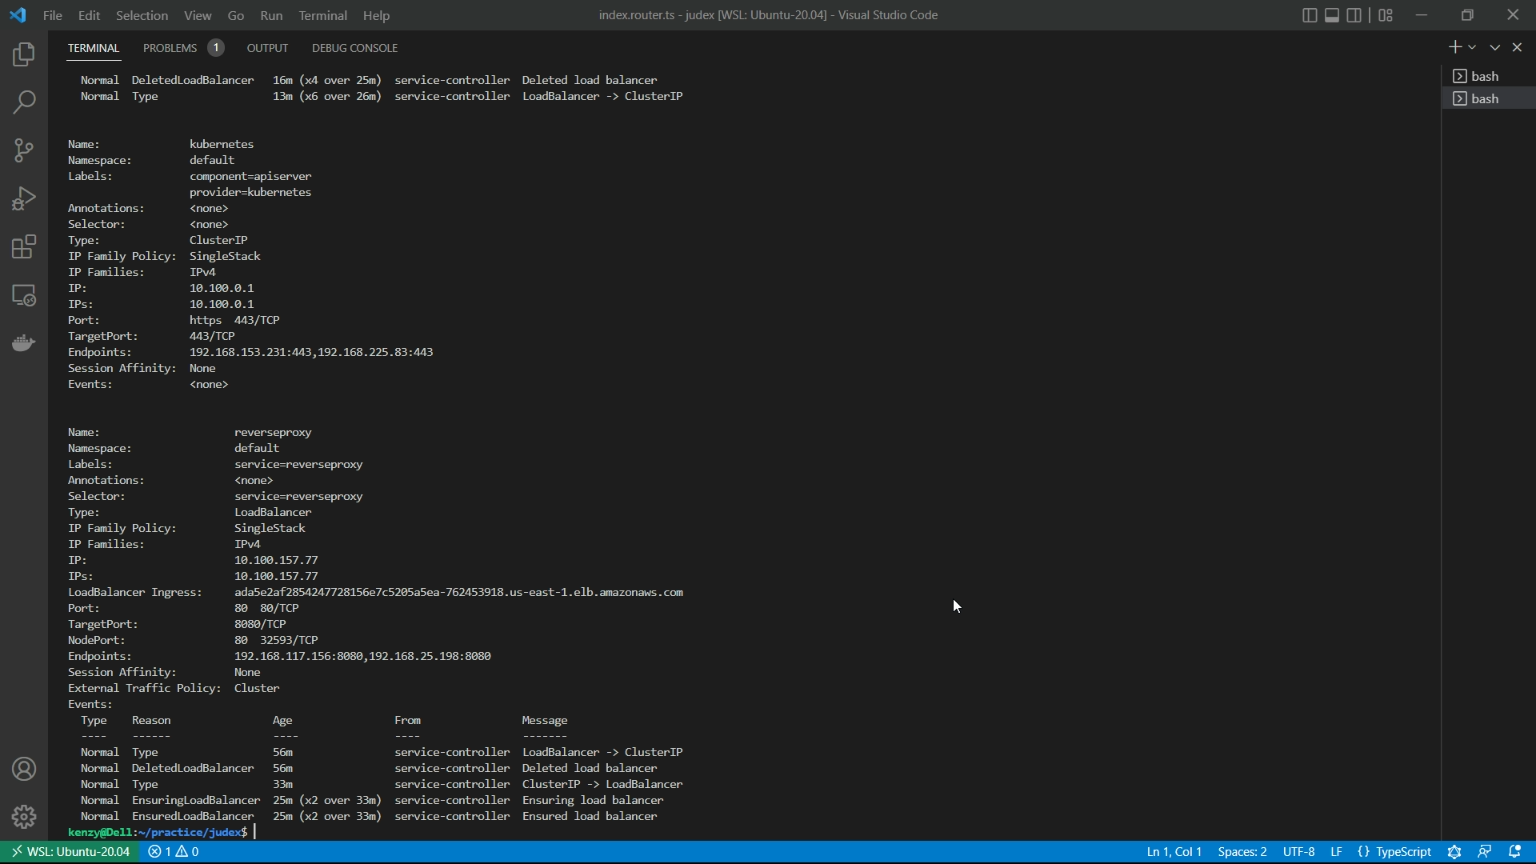 File Edit Selection View Go Run Terminal Help index.router.ts - judex [WSL: Ubuntu-20.04] - Visual Studio Code
TERMINAL PROBLEMS 1 OUTPUT DEBUG CONSOLE
Normal DeletedLoadBalancer 16m (x4 over 25m) service-controller Deleted load balancer
Normal Type 13m (x6 over 26m) service-controller LoadBalancer -> ClusterIP
bash
bash
Name: kubernetes
Namespace: default
Labels: component=apiserver
provider=kubernetes
Annotations: <none>
Selector: <none>
Type: ClusterIP
IP Family Policy: SingleStack
IP Families: IPv4
IP: 10.100.0.1
IPs: 10.100.0.1
Port: https 443/TCP
TargetPort: 443/TCP
Endpoints: 192.168.153.231:443,192.168.225.83:443
Session Affinity: None
Events: <none>
Name: reverseproxy
Namespace: default
Labels: service=reverseproxy
Annotations: <none>
Selector: service=reverseproxy
Type: LoadBalancer
IP Family Policy: SingleStack
IP Families: IPv4
IP: 10.100.157.77
IPs: 10.100.157.77
LoadBalancer Ingress: ada5e2af2854247728156e7c5205a5ea-762453918.us-east-1.elb.amazonaws.com
Port: 80 80/TCP
TargetPort: 8080/TCP
NodePort: 80 32593/TCP
Endpoints: 192.168.117.156:8080,192.168.25.198:8080
Session Affinity: None
External Traffic Policy: Cluster
Events:
Type Reason Age From Message
---- ------ ---- ---- -------
Normal Type 56m service-controller LoadBalancer -> ClusterIP
Normal DeletedLoadBalancer 56m service-controller Deleted load balancer
Normal Type 33m service-controller ClusterIP -> LoadBalancer
Normal EnsuringLoadBalancer 25m (x2 over 33m) service-controller Ensuring load balancer
Normal EnsuredLoadBalancer 25m (x2 over 33m) service-controller Ensured load balancer
kenzy@Dell:~/practice/judex$
WSL: Ubuntu-20.04 1 0 Ln 1, Col 1 Spaces: 2 UTF-8 LF {} TypeScript